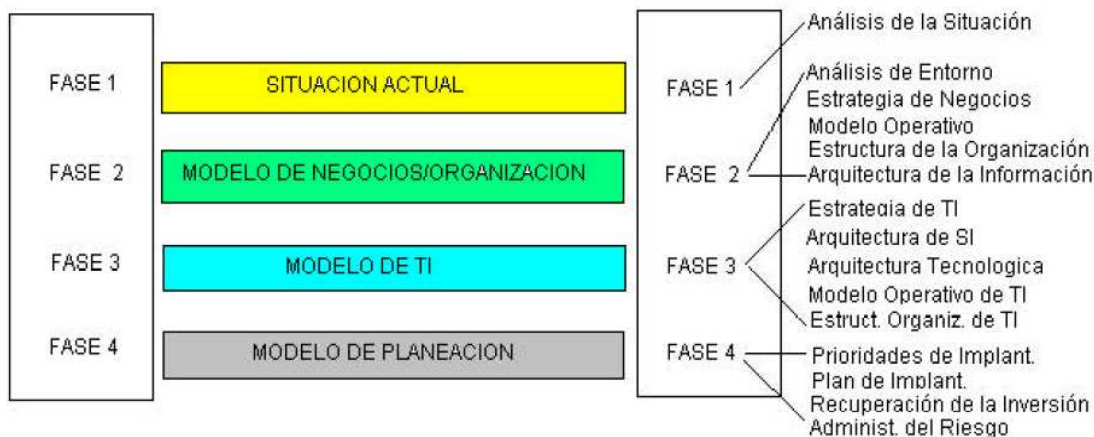 FASE 1
SITUACION ACTUAL
FASE 1
Análisis de la Situación
FASE 2
MODELO DE NEGOCIOS/ORGANIZACION
FASE 2
Análisis de Entorno
Estrategia de Negocios
Modelo Operativo
Estructura de la Organización
Arquitectura de la Información
FASE 3
MODELO DE TI
FASE 3
Estrategia de TI
Arquitectura de SI
Arquitectura Tecnologica
Modelo Operativo de TI
Estruct. Organiz. de TI
FASE 4
MODELO DE PLANEACION
FASE 4
Prioridades de Implant.
Plan de Implant.
Recuperación de la Inversión
Administ. del Riesgo